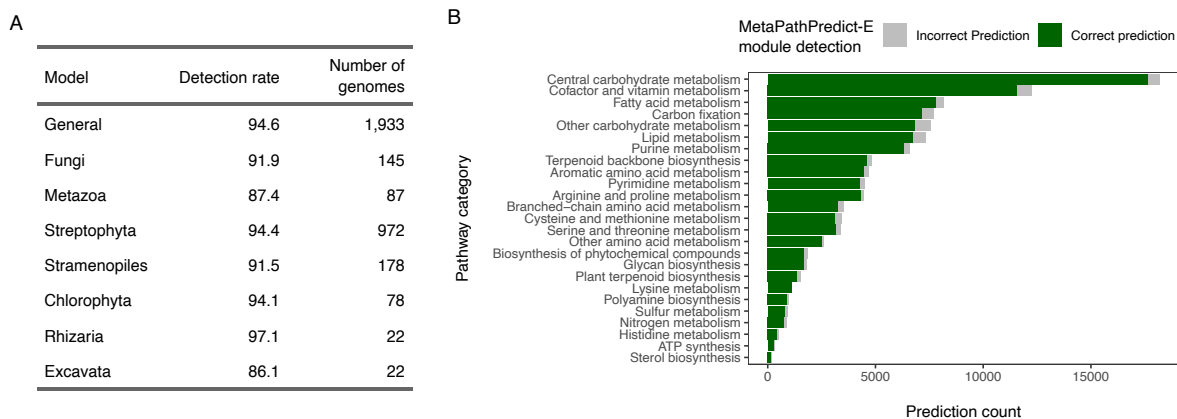 A
Model Detection rate Number of genomes
General 94.6 1,933
Fungi 91.9 145
Metazoa 87.4 87
Streptophyta 94.4 972
Stramenopiles 91.5 178
Chlorophyta 94.1 78
Rhizaria 97.1 22
Excavata 86.1 22
B
MetaPathPredict-E
module detection
Incorrect Prediction
Correct prediction
Pathway category
Central carbohydrate metabolism
Cofactor and vitamin metabolism
Fatty acid metabolism
Carbon fixation
Other carbohydrate metabolism
Lipid metabolism
Purine metabolism
Terpenoid backbone biosynthesis
Aromatic amino acid metabolism
Pyrimidine metabolism
Arginine and proline metabolism
Branched−chain amino acid metabolism
Cysteine and methionine metabolism
Serine and threonine metabolism
Other amino acid metabolism
Biosynthesis of phytochemical compounds
Glycan biosynthesis
Plant terpenoid biosynthesis
Lysine metabolism
Polyamine biosynthesis
Sulfur metabolism
Nitrogen metabolism
Histidine metabolism
ATP synthesis
Sterol biosynthesis
0 5000 10000 15000
Prediction count